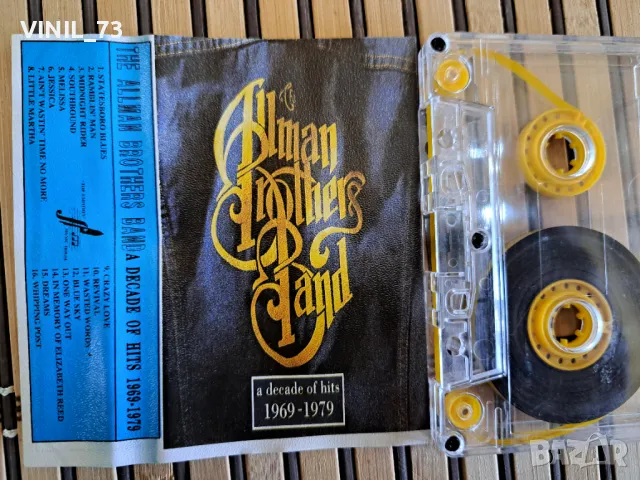 VINIL_73
THE ALLMAN BROTHERS BAND A DECADE OF HITS 1969-1979
1. STATESBORO BLUES
2. RAMBLIN' MAN
3. MIDNIGHT RIDER
4. SOUTHBOUND
5. MELISSA
6. JESSICA
7. AIN'T WASTIN' TIME NO MORE
8. LITTLE MARTHA
9. CRAZY LOVE
10. REVIVAL
11. WASTED WORDS
12. BLUE SKY
13. ONE WAY OUT
14. IN MEMORY OF ELIZABETH REED
15. DREAMS
16. WHIPPING POST
Allman
Brothers
Band
a decade of hits
1969-1979
BAZAR